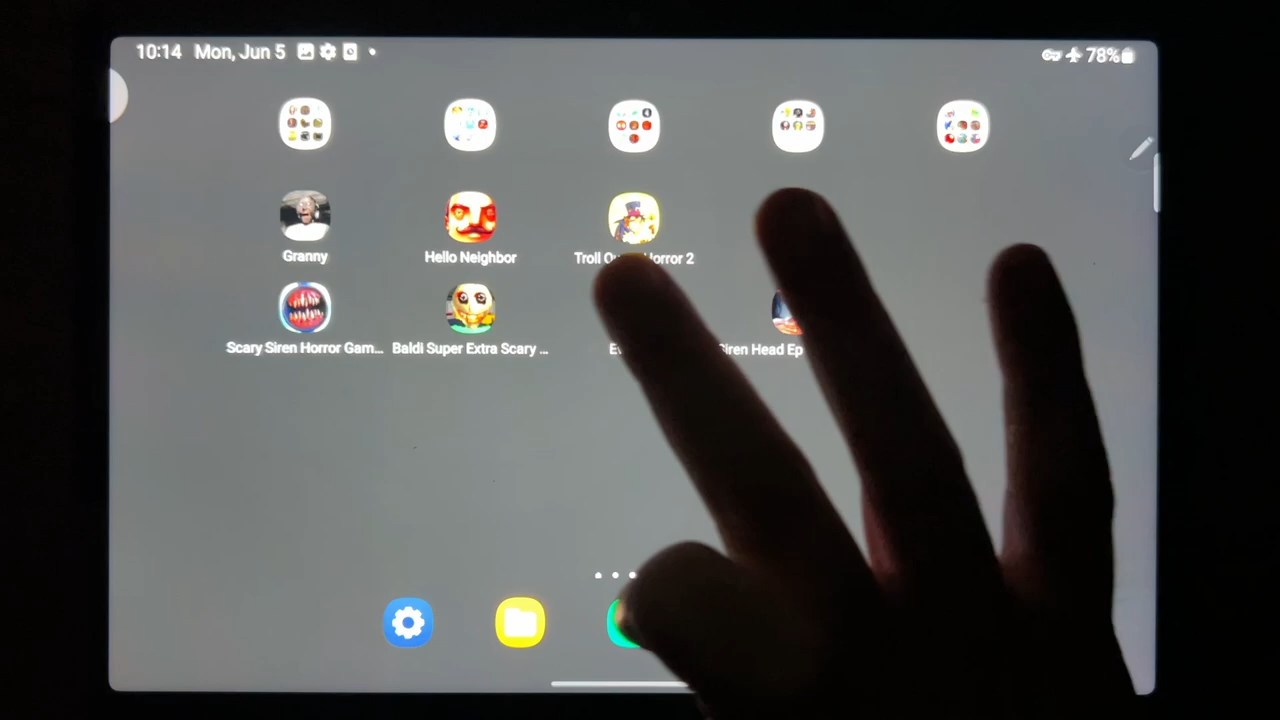 10:14 Mon, Jun 5 78%
Granny Hello Neighbor Troll Horror 2
Scary Siren Horror Gam... Baldi Super Extra Scary ... Siren Head Ep